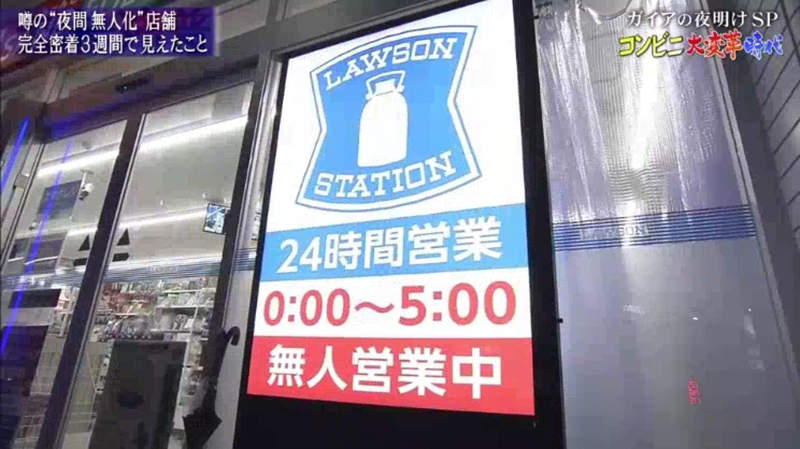 噂の“夜間 無人化”店舗
完全密着3週間で見えたこと
ガイアの夜明け SP
コンビニ 大変革時代
LAWSON
STATION
24時間営業
0:00～5:00
無人営業中
LAWSON